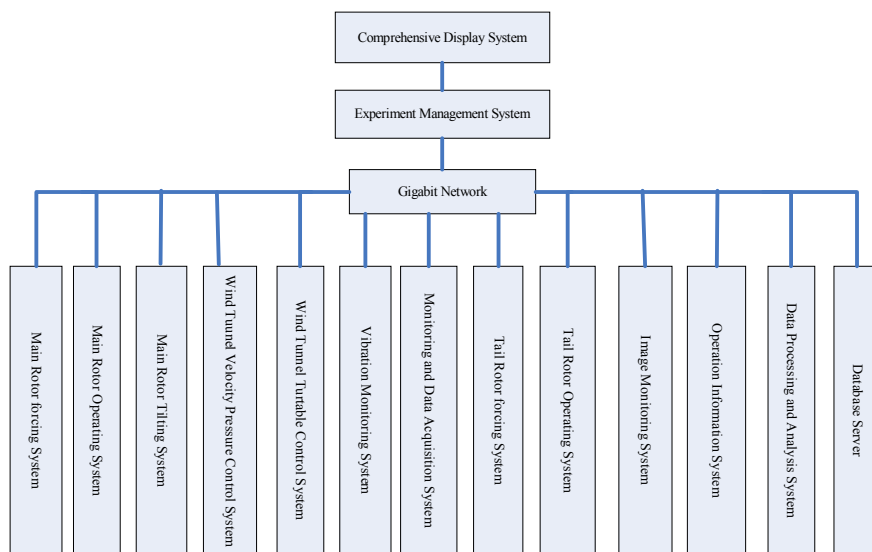 Comprehensive Display System
Experiment Management System
Gigabit Network
Main Rotor forcing System
Main Rotor Operating System
Main Rotor Tilting System
Wind Tuunel Velocity Pressure Control System
Wind Tunnel Turtable Control System
Vibration Monitoring System
Monitoring and Data Acquisition System
Tail Rotor forcing System
Tail Rotor Operating System
Image Monitoring System
Operation Information System
Data Processing and Analysis System
Database Server